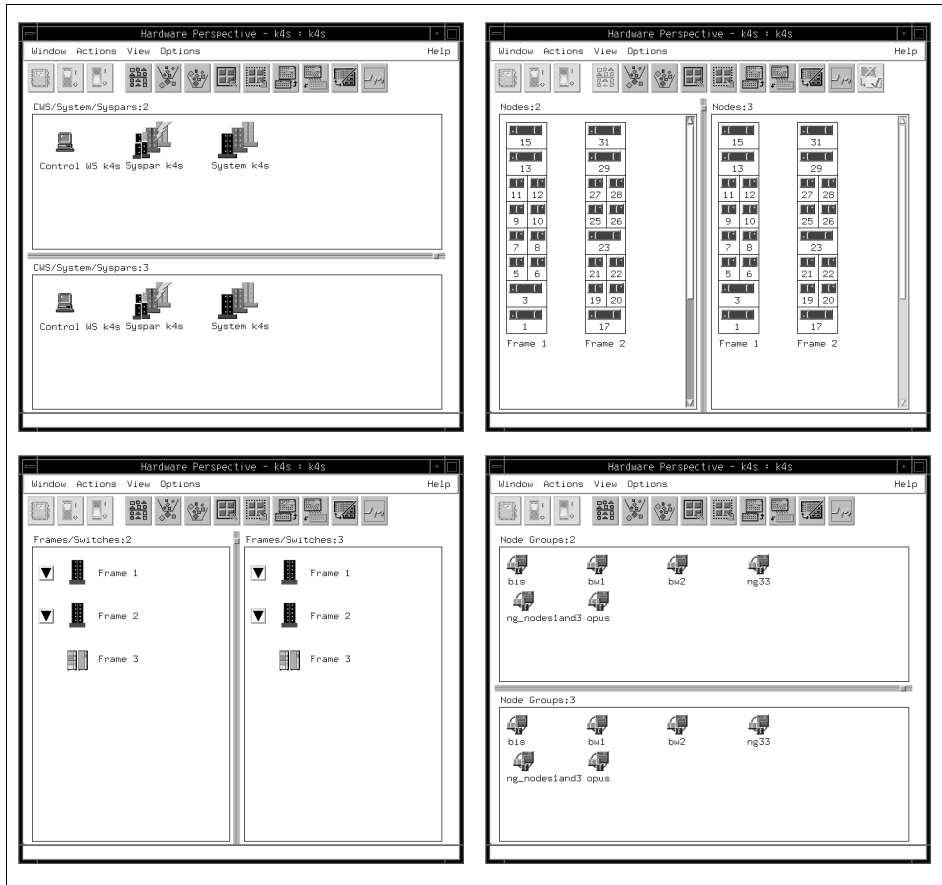 Hardware Perspective - k4s : k4s
Window Actions View Options Help
CWS/System/Syspars:2
Control WS k4s Syspar k4s System k4s
CWS/System/Syspars:3
Control WS k4s Syspar k4s System k4s
Hardware Perspective - k4s : k4s
Window Actions View Options Help
Nodes:2 Nodes:3
15 31 15 31
13 29 13 29
11 12 27 28 11 12 27 28
9 10 25 26 9 10 25 26
7 8 23 7 8 23
5 6 21 22 5 6 21 22
3 19 20 3 19 20
1 17 1 17
Frame 1 Frame 2 Frame 1 Frame 2
Hardware Perspective - k4s : k4s
Window Actions View Options Help
Frames/Switches:2 Frames/Switches:3
Frame 1 Frame 1
Frame 2 Frame 2
Frame 3 Frame 3
Hardware Perspective - k4s : k4s
Window Actions View Options Help
Node Groups:2
bis bw1 bw2 ng33
ng_nodes1and3 opus
Node Groups:3
bis bw1 bw2 ng33
ng_nodes1and3 opus